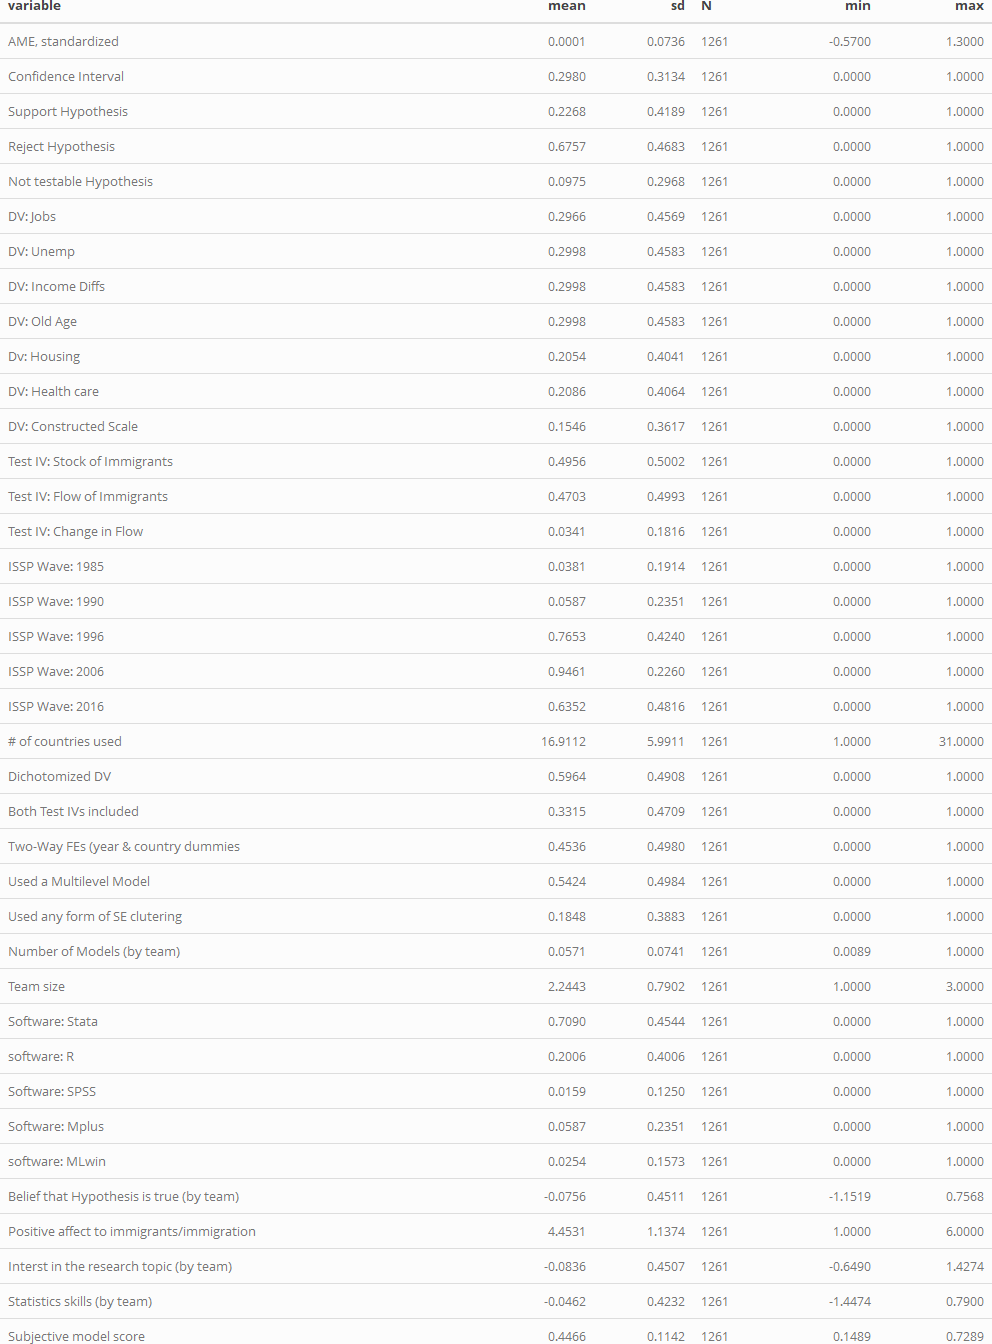 variable mean sd N min max
AME, standardized 0.0001 0.0736 1261 -0.5700 1.3000
Confidence Interval 0.2980 0.3134 1261 0.0000 1.0000
Support Hypothesis 0.2268 0.4189 1261 0.0000 1.0000
Reject Hypothesis 0.6757 0.4683 1261 0.0000 1.0000
Not testable Hypothesis 0.0975 0.2968 1261 0.0000 1.0000
DV: Jobs 0.2966 0.4569 1261 0.0000 1.0000
DV: Unemp 0.2998 0.4583 1261 0.0000 1.0000
DV: Income Diffs 0.2998 0.4583 1261 0.0000 1.0000
DV: Old Age 0.2998 0.4583 1261 0.0000 1.0000
Dv: Housing 0.2054 0.4041 1261 0.0000 1.0000
DV: Health care 0.2086 0.4064 1261 0.0000 1.0000
DV: Constructed Scale 0.1546 0.3617 1261 0.0000 1.0000
Test IV: Stock of Immigrants 0.4956 0.5002 1261 0.0000 1.0000
Test IV: Flow of Immigrants 0.4703 0.4993 1261 0.0000 1.0000
Test IV: Change in Flow 0.0341 0.1816 1261 0.0000 1.0000
ISSP Wave: 1985 0.0381 0.1914 1261 0.0000 1.0000
ISSP Wave: 1990 0.0587 0.2351 1261 0.0000 1.0000
ISSP Wave: 1996 0.7653 0.4240 1261 0.0000 1.0000
ISSP Wave: 2006 0.9461 0.2260 1261 0.0000 1.0000
ISSP Wave: 2016 0.6352 0.4816 1261 0.0000 1.0000
# of countries used 16.9112 5.9911 1261 1.0000 31.0000
Dichotomized DV 0.5964 0.4908 1261 0.0000 1.0000
Both Test IVs included 0.3315 0.4709 1261 0.0000 1.0000
Two-Way FEs (year & country dummies 0.4536 0.4980 1261 0.0000 1.0000
Used a Multilevel Model 0.5424 0.4984 1261 0.0000 1.0000
Used any form of SE clutering 0.1848 0.3883 1261 0.0000 1.0000
Number of Models (by team) 0.0571 0.0741 1261 0.0089 1.0000
Team size 2.2443 0.7902 1261 1.0000 3.0000
Software: Stata 0.7090 0.4544 1261 0.0000 1.0000
software: R 0.2006 0.4006 1261 0.0000 1.0000
Software: SPSS 0.0159 0.1250 1261 0.0000 1.0000
Software: Mplus 0.0587 0.2351 1261 0.0000 1.0000
software: MLwin 0.0254 0.1573 1261 0.0000 1.0000
Belief that Hypothesis is true (by team) -0.0756 0.4511 1261 -1.1519 0.7568
Positive affect to immigrants/immigration 4.4531 1.1374 1261 1.0000 6.0000
Interst in the research topic (by team) -0.0836 0.4507 1261 -0.6490 1.4274
Statistics skills (by team) -0.0462 0.4232 1261 -1.4474 0.7900
Subjective model score 0.4466 0.1142 1261 0.1489 0.7289